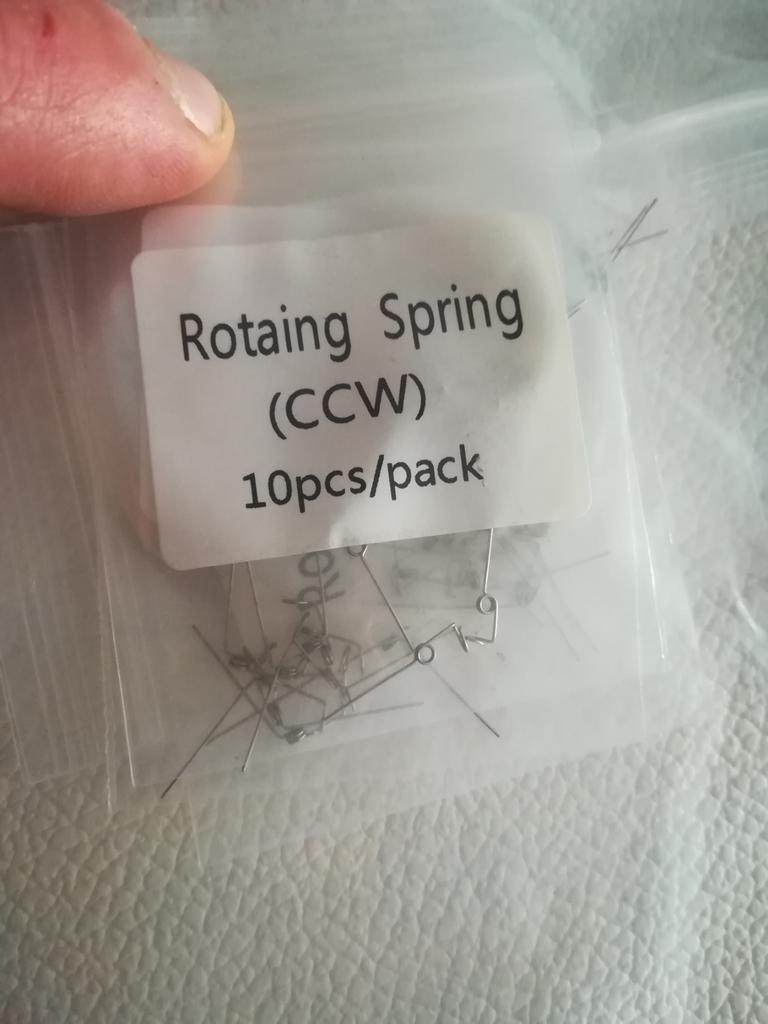 Rotaing Spring
(CCW)
10pcs/pack